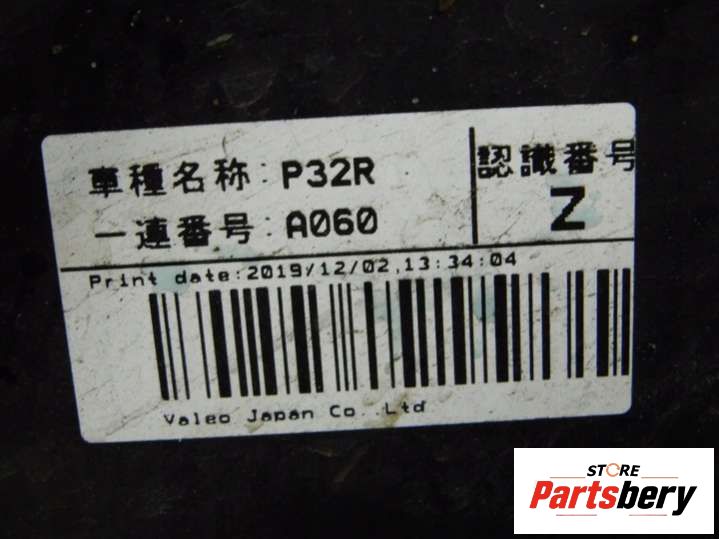 車種名称: P32R
認識番号
Z
一連番号: A060
Print date:2019/12/02,13:34:04
Valeo Japan Co.,Ltd
STORE
Partsbery